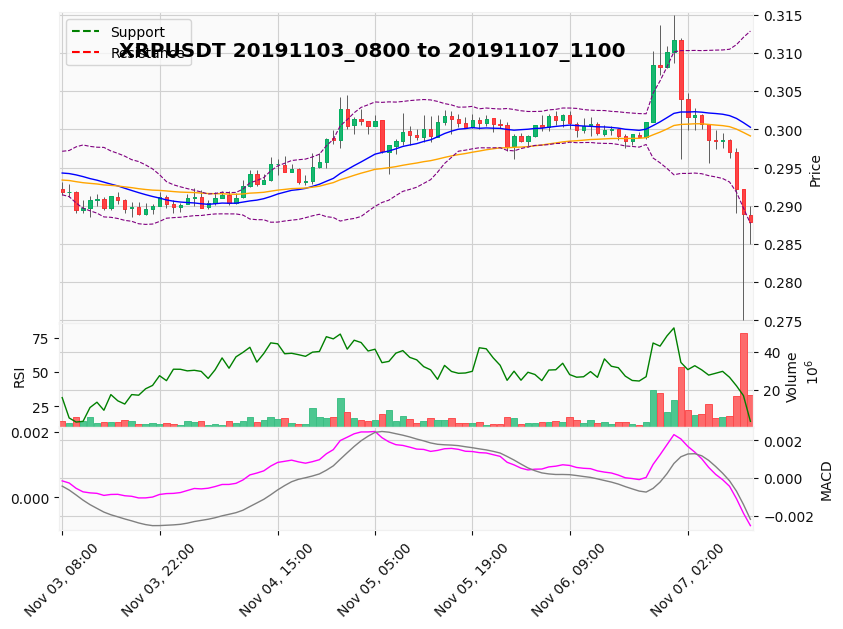 XRPUSDT 20191103_0800 to 20191107_1100
Support
Resistance
0.315
0.310
0.305
0.300
0.295
0.290
0.285
0.280
0.275
Price
75
50
25
RSI
40
20
Volume
10^6
0.002
0.000
0.002
0.000
−0.002
MACD
Nov 03, 08:00
Nov 03, 22:00
Nov 04, 15:00
Nov 05, 05:00
Nov 05, 19:00
Nov 06, 09:00
Nov 07, 02:00